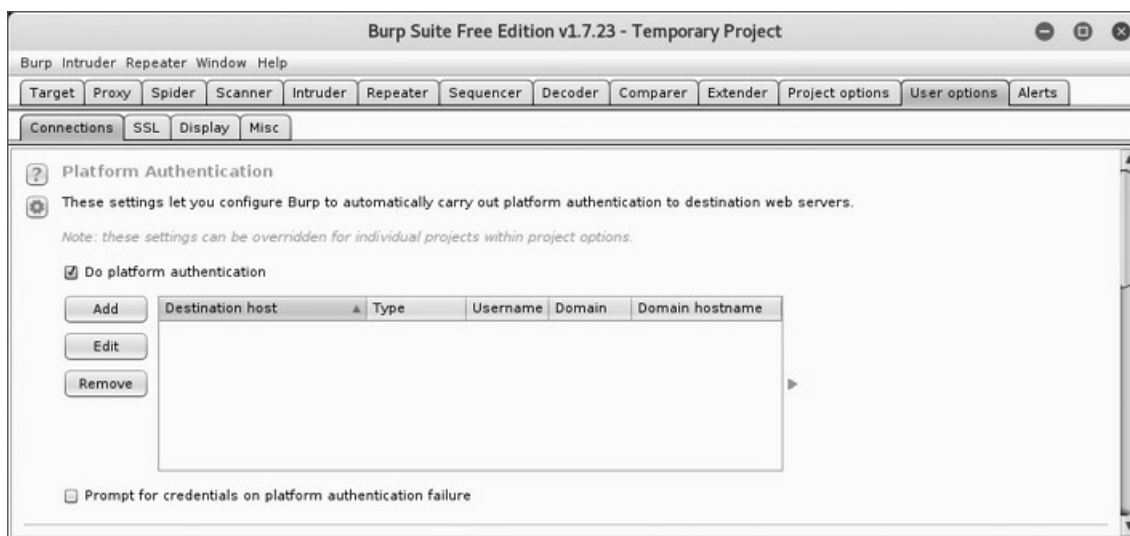 Burp Suite Free Edition v1.7.23 - Temporary Project
Burp Intruder Repeater Window Help
Target Proxy Spider Scanner Intruder Repeater Sequencer Decoder Comparer Extender Project options User options Alerts
Connections SSL Display Misc
? Platform Authentication
These settings let you configure Burp to automatically carry out platform authentication to destination web servers.
Note: these settings can be overridden for individual projects within project options.
Do platform authentication
Add Destination host Type Username Domain Domain hostname
Edit
Remove
Prompt for credentials on platform authentication failure